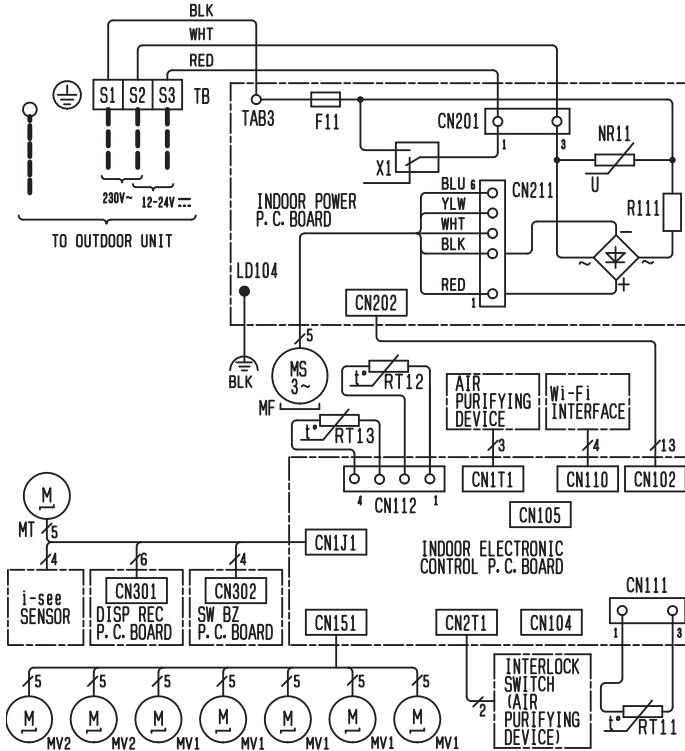 BLK
WHT
RED
S1 S2 S3 TB
TAB3
F11
CN201
1 3
NR11
U
X1
230V~ 12-24V ⎓
TO OUTDOOR UNIT
INDOOR POWER
P.C.BOARD
BLU 6
YLW
WHT
BLK
RED
1
CN211
R111
~ − ~
+
LD104
BLK
CN202
5
MS
3~
MF
t° RT12
t° RT13
AIR
PURIFYING
DEVICE
3
Wi-Fi
INTERFACE
4
13
4 1
CN112
CN1T1
CN110
CN102
CN105
INDOOR ELECTRONIC
CONTROL P.C.BOARD
M
MT
5
CN1J1
4
6
4
i-see
SENSOR
CN301
DISP REC
P.C.BOARD
CN302
SW BZ
P.C.BOARD
CN151
CN2T1
CN104
CN111
1 3
2
INTERLOCK
SWITCH
(AIR
PURIFYING
DEVICE)
t° RT11
5 5 5 5 5 5 5
M M M M M M M
MV2 MV2 MV1 MV1 MV1 MV1 MV1